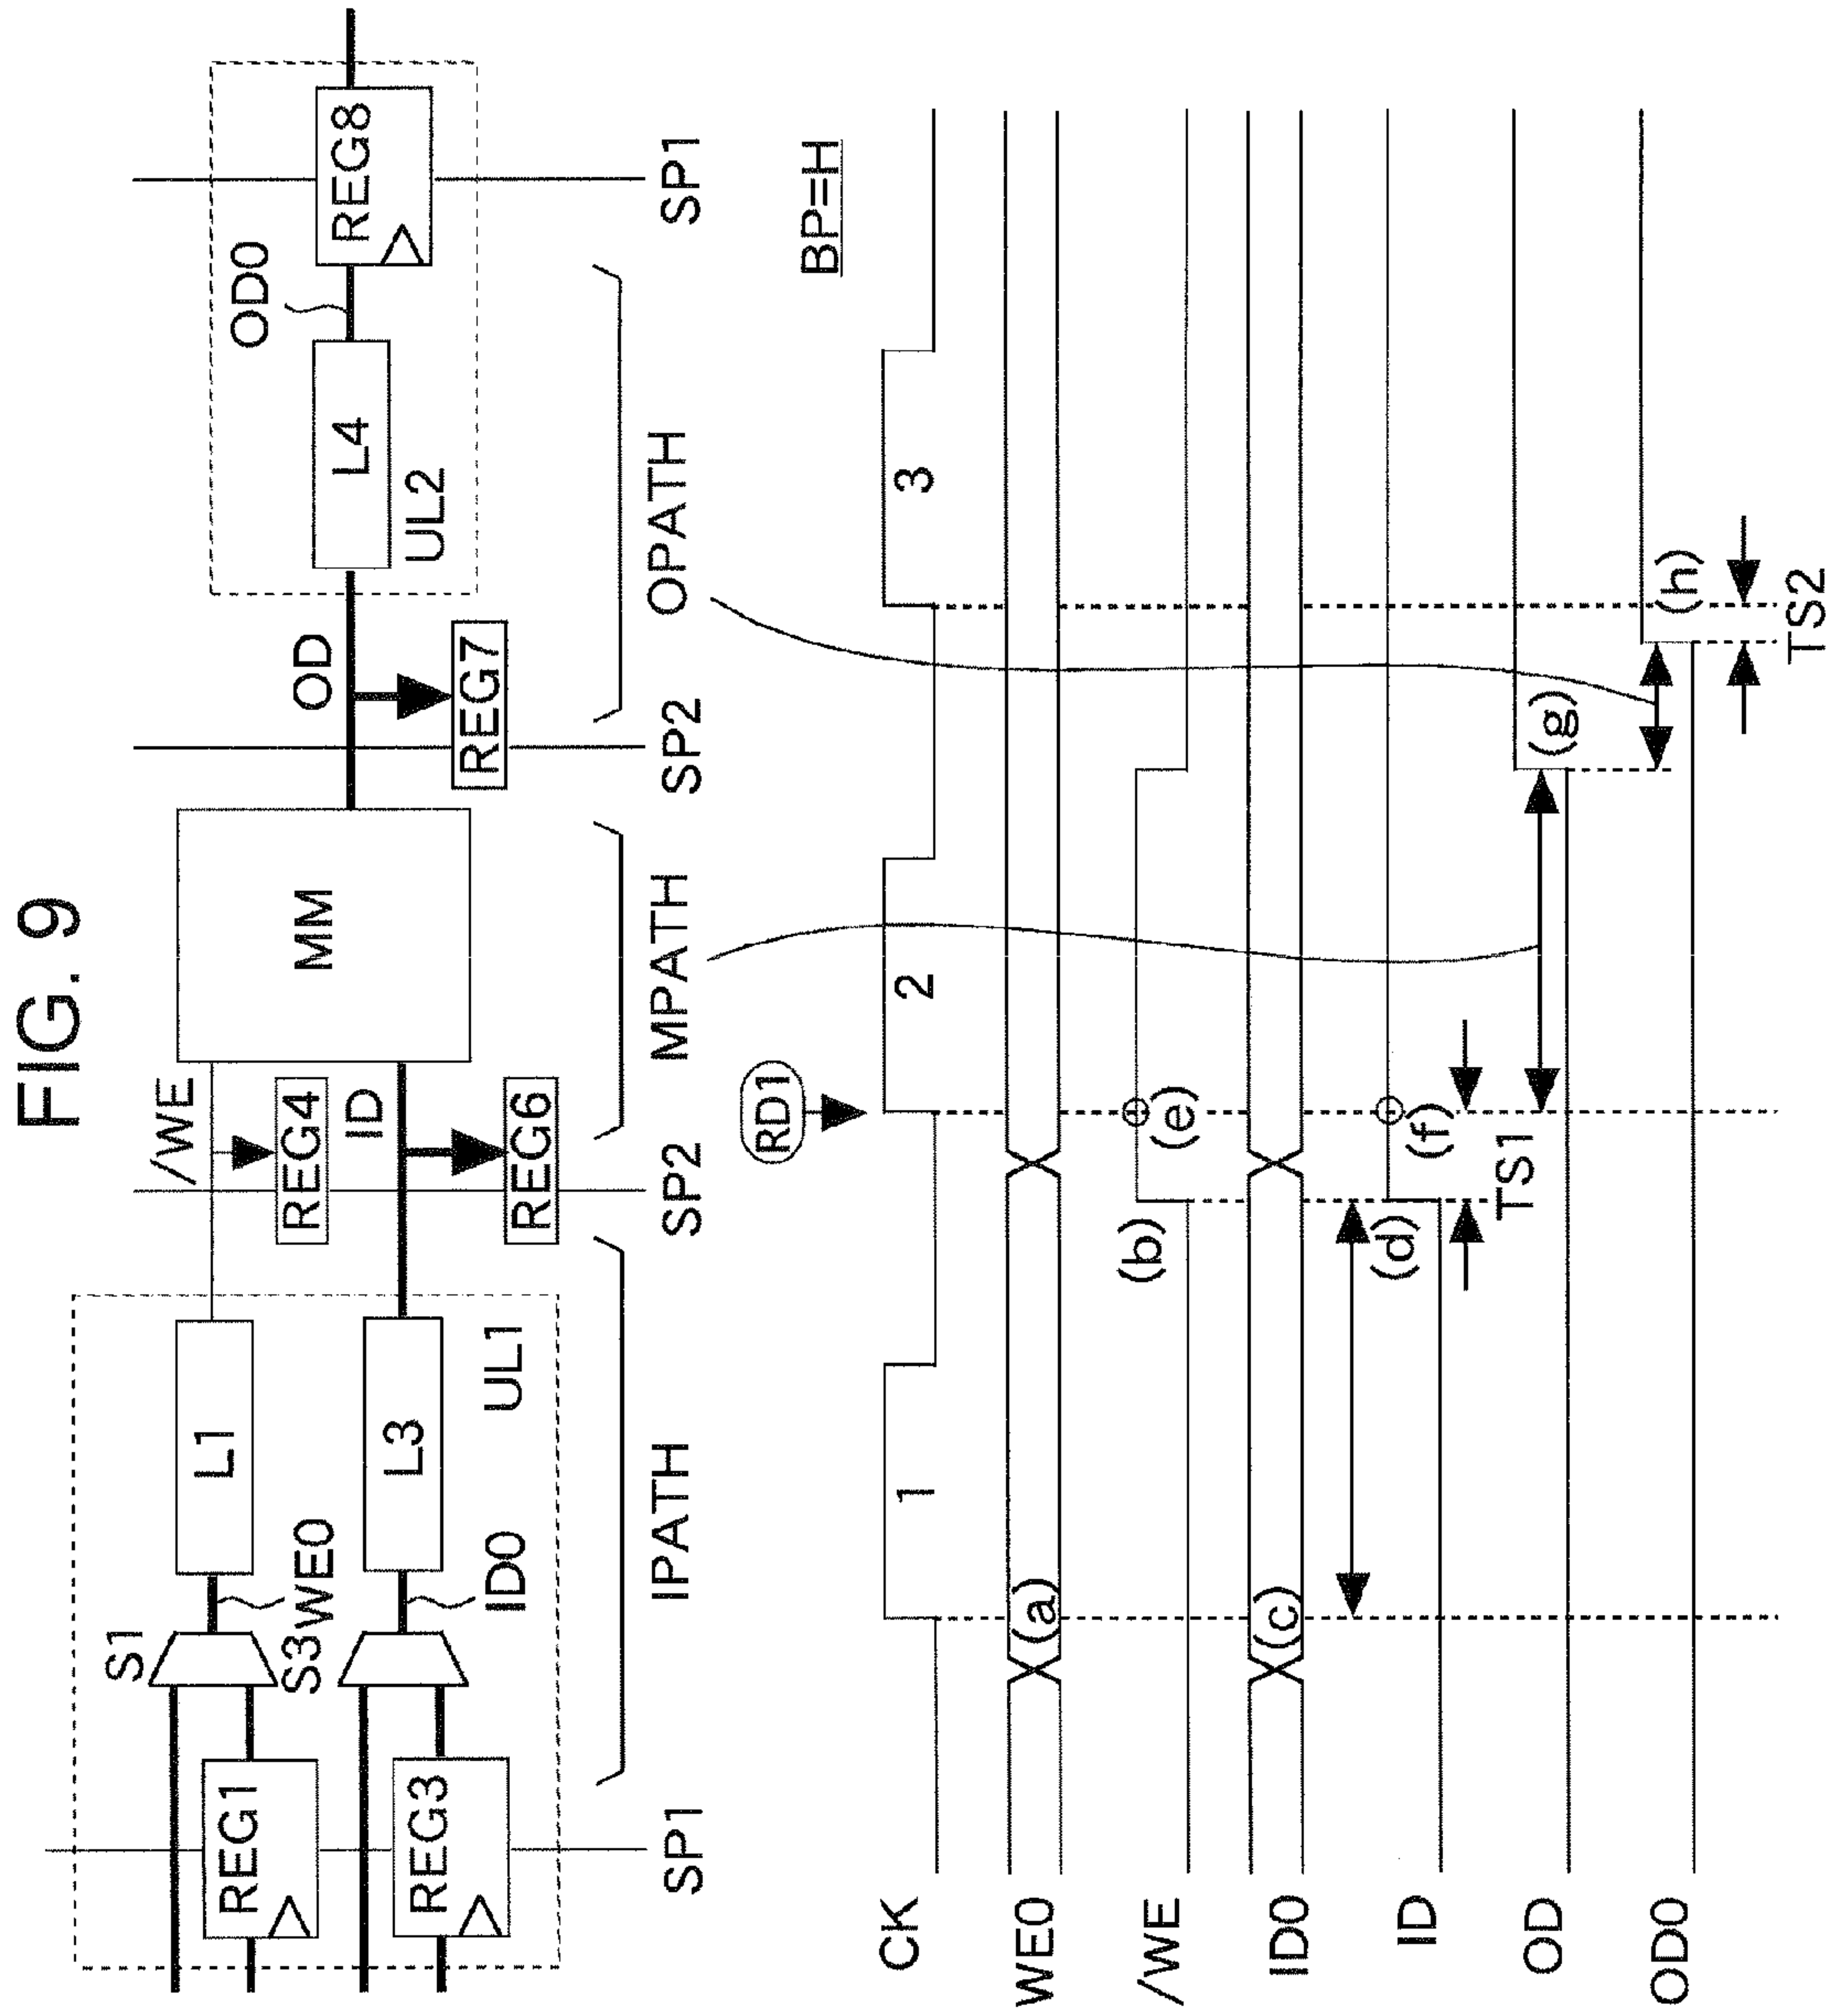 FIG. 9
S1
REG1
S3
WE0
L1
/WE
REG4
MM
OD
REG7
OD0
L4
UL2
REG8
REG3
ID0
L3
UL1
ID
REG6
SP1
IPATH
SP2
MPATH
SP2
OPATH
SP1
RD1
BP=H
CK
1
2
3
WE0
(a)
/WE
(b)
(e)
ID0
(c)
ID
(d)
(f)
TS1
OD
(g)
OD0
(h)
TS2